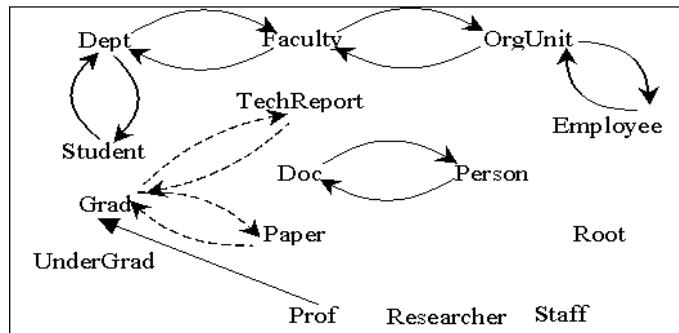 Dept Faculty OrgUnit
TechReport
Employee
Student
Doc Person
Grad
Paper Root
UnderGrad
Prof Researcher Staff